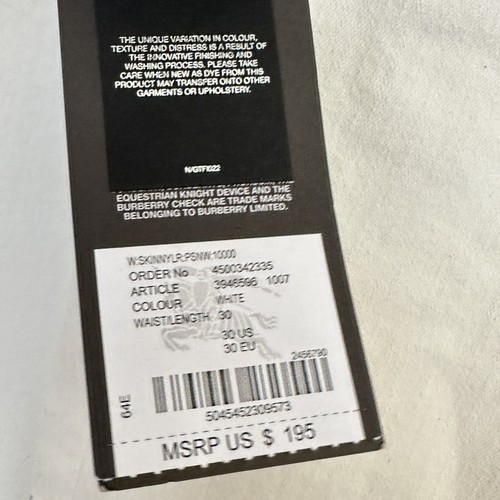 THE UNIQUE VARIATION IN COLOUR,
TEXTURE AND DISTRESS IS A RESULT OF
THE INNOVATIVE FINISHING AND
WASHING PROCESS. PLEASE TAKE
CARE WHEN NEW AS DYE FROM THIS
PRODUCT MAY TRANSFER ONTO OTHER
GARMENTS OR UPHOLSTERY.
EQUESTRIAN KNIGHT DEVICE AND THE
BURBERRY CHECK ARE TRADE MARKS
BELONGING TO BURBERRY LIMITED.
W:SKINNYLR:PSNW:10000
ORDER No 4500342335
ARTICLE 3946596 1007
COLOUR WHITE
WAIST/LENGTH 30
30 US
30 EU
2456790
64E
5045452309573
MSRP US $ 195